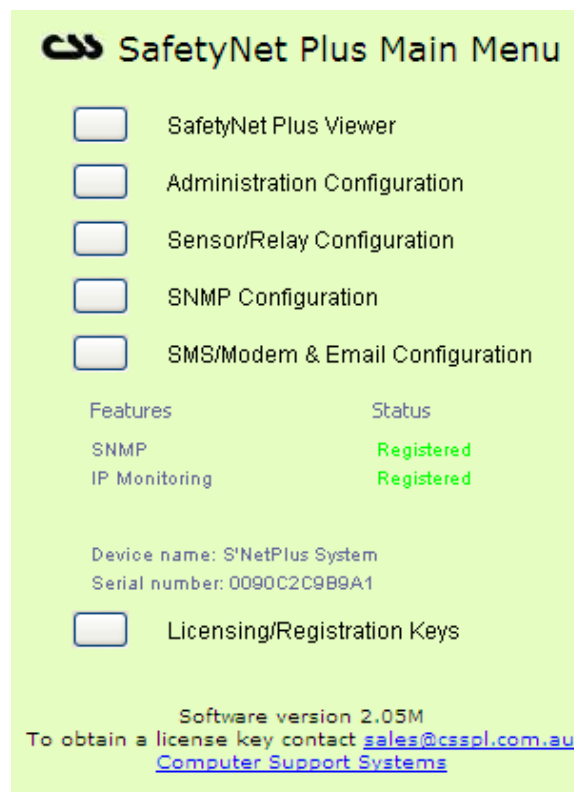 CSS SafetyNet Plus Main Menu
SafetyNet Plus Viewer
Administration Configuration
Sensor/Relay Configuration
SNMP Configuration
SMS/Modem & Email Configuration
Features Status
SNMP Registered
IP Monitoring Registered
Device name: S'NetPlus System
Serial number: 0090C2C9B9A1
Licensing/Registration Keys
Software version 2.05M
To obtain a license key contact sales@csspl.com.au
Computer Support Systems